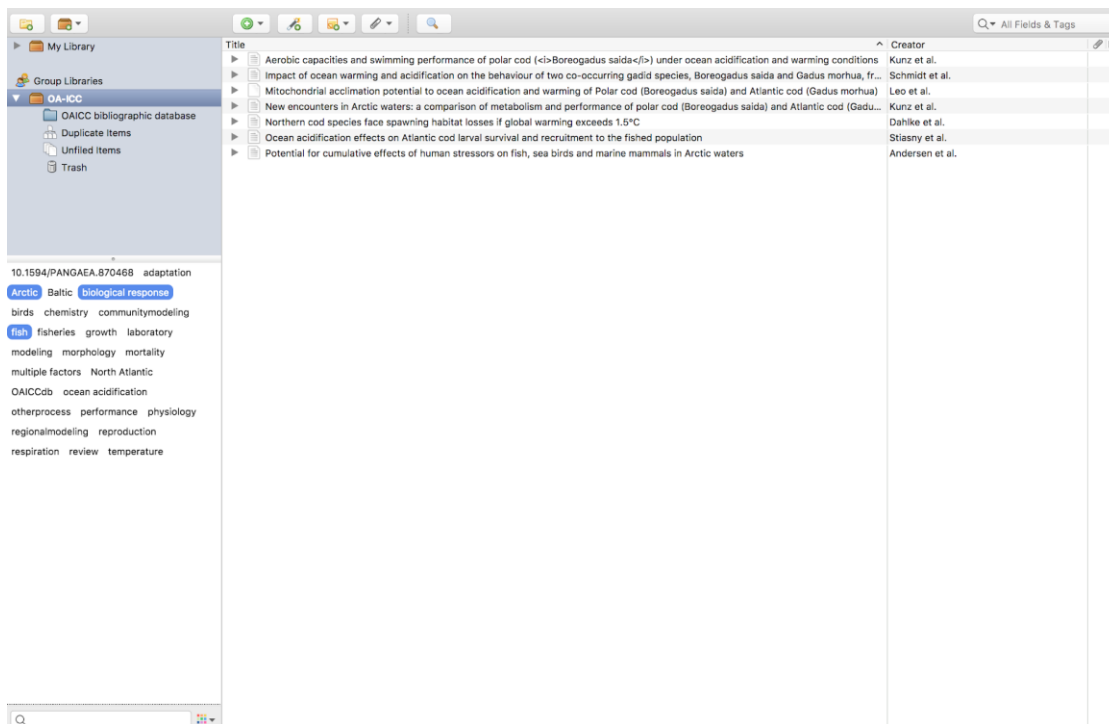 All Fields & Tags
My Library
Group Libraries
OA-ICC
OAICC bibliographic database
Duplicate Items
Unfiled Items
Trash
10.1594/PANGAEA.870468 adaptation
Arctic Baltic biological response
birds chemistry communitymodeling
fish fisheries growth laboratory
modeling morphology mortality
multiple factors North Atlantic
OAICCdb ocean acidification
otherprocess performance physiology
regionalmodeling reproduction
respiration review temperature
Title Creator
Aerobic capacities and swimming performance of polar cod (<i>Boreogadus saida</i>) under ocean acidification and warming conditions Kunz et al.
Impact of ocean warming and acidification on the behaviour of two co-occurring gadid species, Boreogadus saida and Gadus morhua, fr... Schmidt et al.
Mitochondrial acclimation potential to ocean acidification and warming of Polar cod (Boreogadus saida) and Atlantic cod (Gadus morhua) Leo et al.
New encounters in Arctic waters: a comparison of metabolism and performance of polar cod (Boreogadus saida) and Atlantic cod (Gadu... Kunz et al.
Northern cod species face spawning habitat losses if global warming exceeds 1.5°C Dahlke et al.
Ocean acidification effects on Atlantic cod larval survival and recruitment to the fished population Stiasny et al.
Potential for cumulative effects of human stressors on fish, sea birds and marine mammals in Arctic waters Andersen et al.